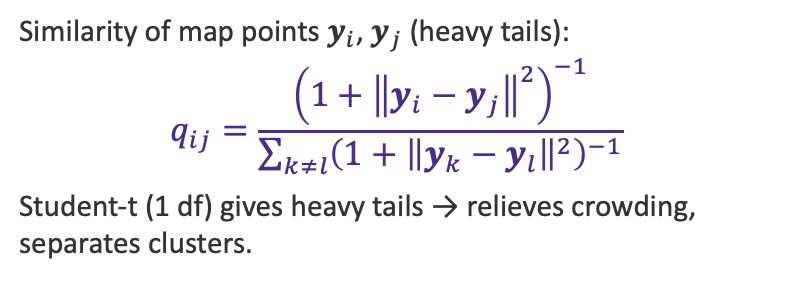 Similarity of map points 𝒚ᵢ, 𝒚ⱼ (heavy tails):
qᵢⱼ = (1 + ‖𝒚ᵢ − 𝒚ⱼ‖²)⁻¹ / ∑ₖ≠ₗ(1 + ‖𝒚ₖ − 𝒚ₗ‖²)⁻¹
Student-t (1 df) gives heavy tails → relieves crowding,
separates clusters.